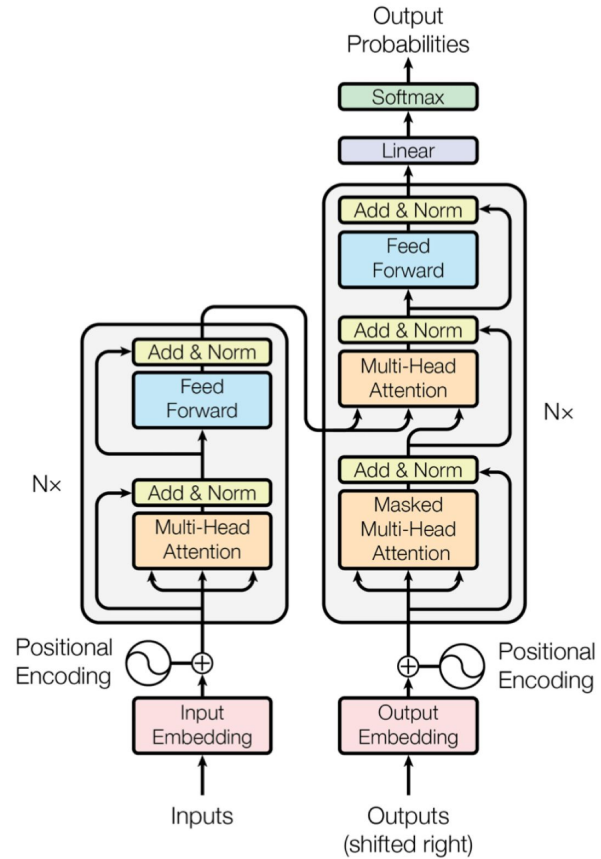 Output
Probabilities
Softmax
Linear
Add & Norm
Feed
Forward
Add & Norm
Multi-Head
Attention
Add & Norm
Masked
Multi-Head
Attention
N×
Add & Norm
Feed
Forward
Add & Norm
Multi-Head
Attention
N×
Positional
Encoding
Positional
Encoding
Input
Embedding
Output
Embedding
Inputs
Outputs
(shifted right)